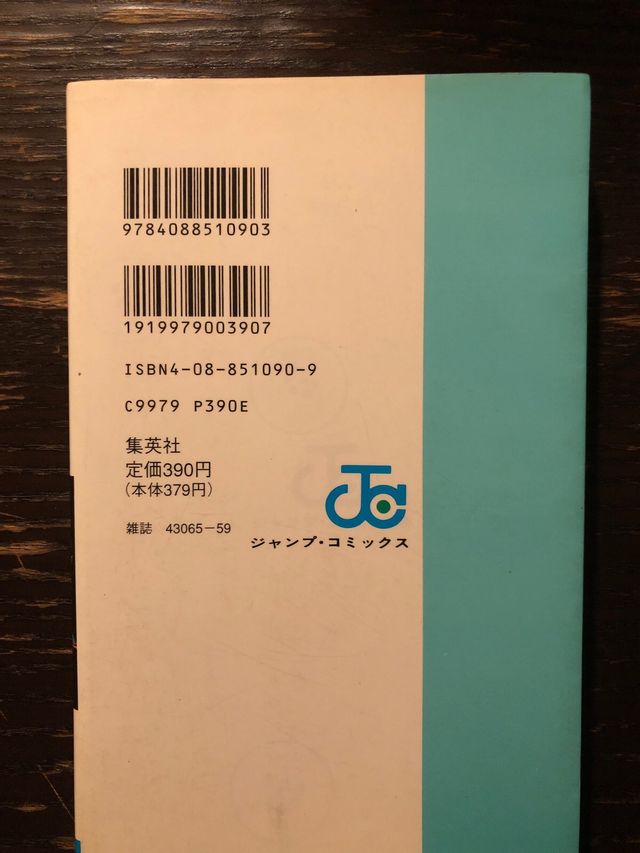 9784088510903
1919979003907
ISBN4-08-851090-9
C9979 P390E
集英社
定価390円
(本体379円)
雑誌 43065-59
JC
ジャンプ・コミックス